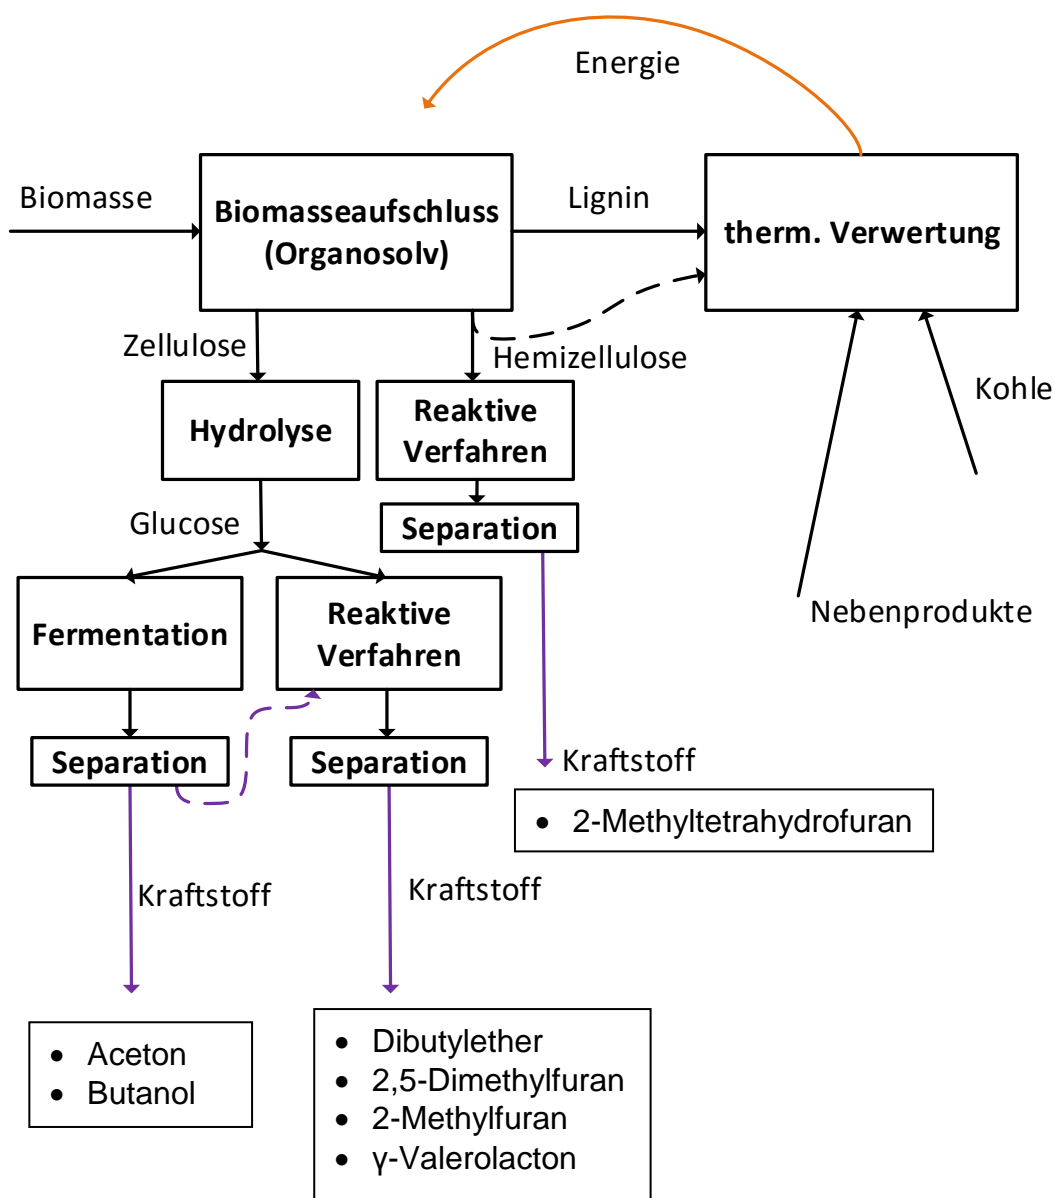 Energie
Biomasse
Biomasseaufschluss
(Organosolv)
Lignin
therm. Verwertung
Zellulose
Hemizellulose
Kohle
Hydrolyse
Reaktive
Verfahren
Glucose
Separation
Fermentation
Reaktive
Verfahren
Nebenprodukte
Separation
Separation
Kraftstoff
• 2-Methyltetrahydrofuran
Kraftstoff
Kraftstoff
• Aceton
• Butanol
• Dibutylether
• 2,5-Dimethylfuran
• 2-Methylfuran
• γ-Valerolacton